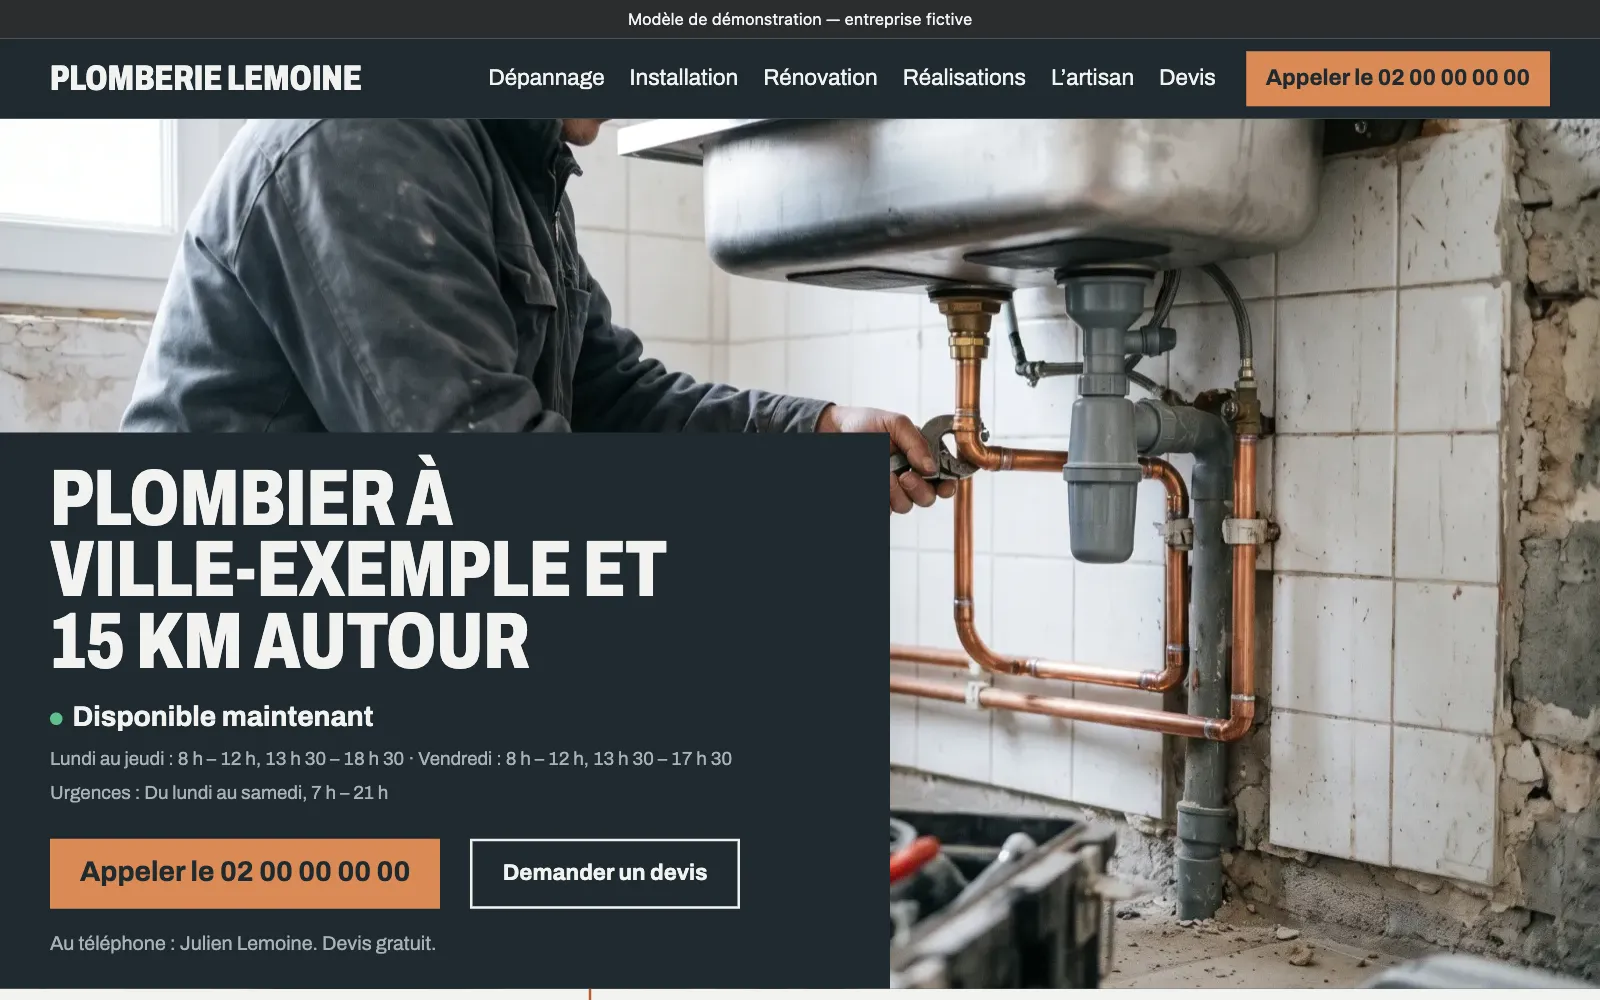 Modèle de démonstration — entreprise fictive
PLOMBERIE LEMOINE
Dépannage
Installation
Rénovation
Réalisations
L’artisan
Devis
Appeler le 02 00 00 00 00
PLOMBIER À
VILLE-EXEMPLE ET
15 KM AUTOUR
Disponible maintenant
Lundi au jeudi : 8 h – 12 h, 13 h 30 – 18 h 30 · Vendredi : 8 h – 12 h, 13 h 30 – 17 h 30
Urgences : Du lundi au samedi, 7 h – 21 h
Appeler le 02 00 00 00 00
Demander un devis
Au téléphone : Julien Lemoine. Devis gratuit.